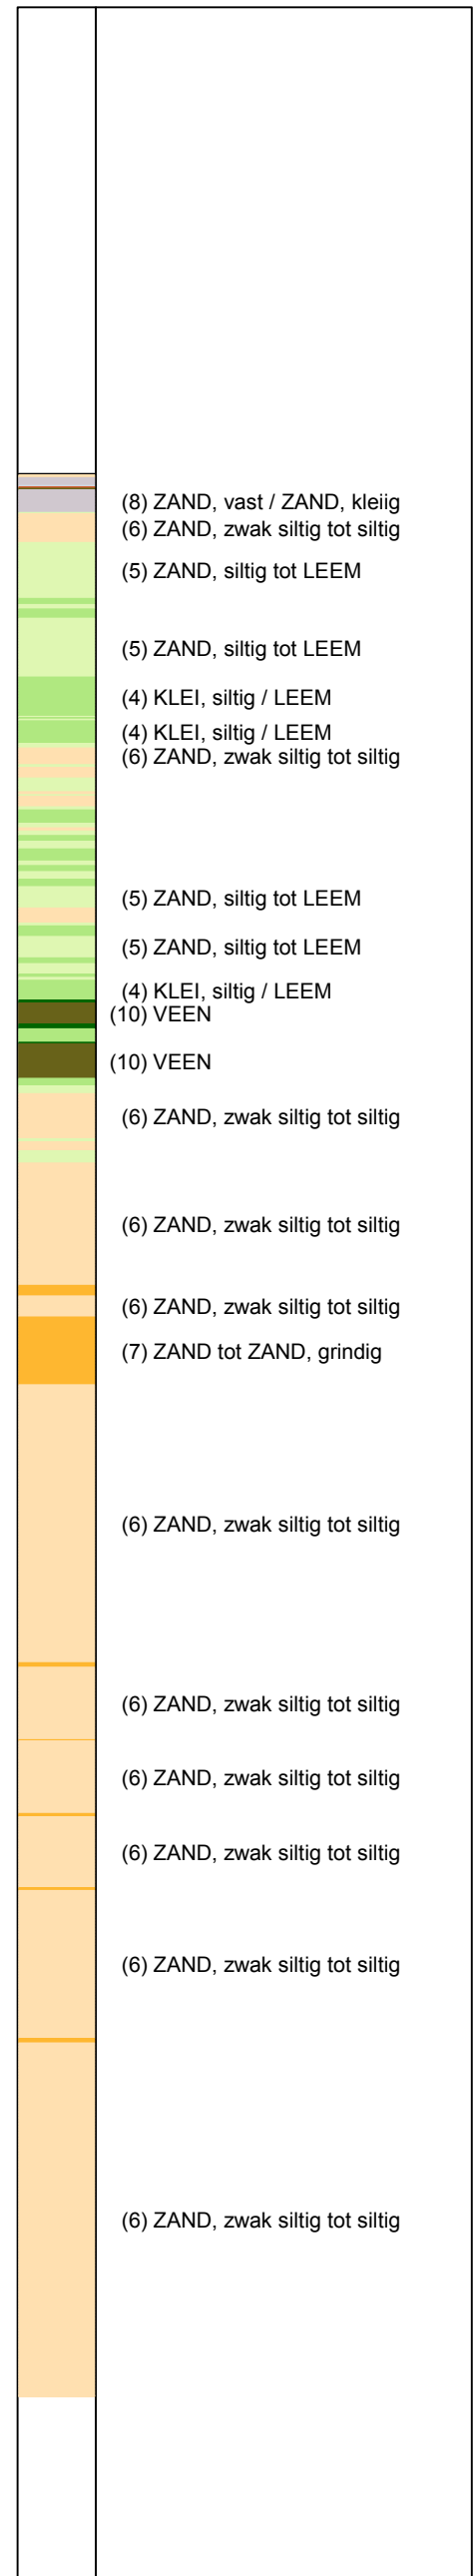 (8) ZAND, vast / ZAND, kleiig
(6) ZAND, zwak siltig tot siltig
(5) ZAND, siltig tot LEEM
(5) ZAND, siltig tot LEEM
(4) KLEI, siltig / LEEM
(4) KLEI, siltig / LEEM
(6) ZAND, zwak siltig tot siltig
(5) ZAND, siltig tot LEEM
(5) ZAND, siltig tot LEEM
(4) KLEI, siltig / LEEM
(10) VEEN
(10) VEEN
(6) ZAND, zwak siltig tot siltig
(6) ZAND, zwak siltig tot siltig
(6) ZAND, zwak siltig tot siltig
(7) ZAND tot ZAND, grindig
(6) ZAND, zwak siltig tot siltig
(6) ZAND, zwak siltig tot siltig
(6) ZAND, zwak siltig tot siltig
(6) ZAND, zwak siltig tot siltig
(6) ZAND, zwak siltig tot siltig
(6) ZAND, zwak siltig tot siltig